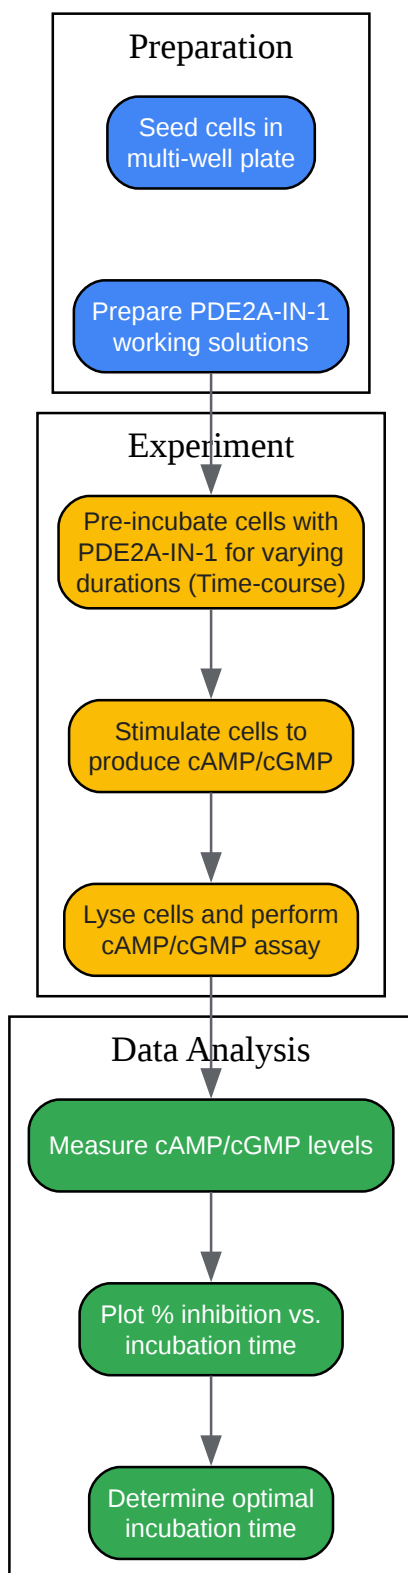 Preparation
Seed cells in
multi-well plate
Prepare PDE2A-IN-1
working solutions
Experiment
Pre-incubate cells with
PDE2A-IN-1 for varying
durations (Time-course)
Stimulate cells to
produce cAMP/cGMP
Lyse cells and perform
cAMP/cGMP assay
Data Analysis
Measure cAMP/cGMP levels
Plot % inhibition vs.
incubation time
Determine optimal
incubation time